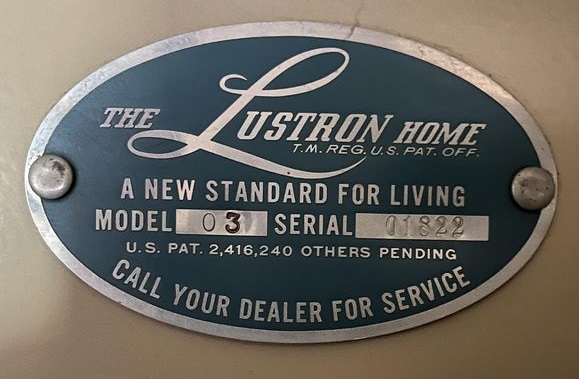 THE LUSTRON HOME
T.M. REG. U.S. PAT. OFF.
A NEW STANDARD FOR LIVING
MODEL 03 SERIAL 01822
U.S. PAT. 2,416,240 OTHERS PENDING
CALL YOUR DEALER FOR SERVICE